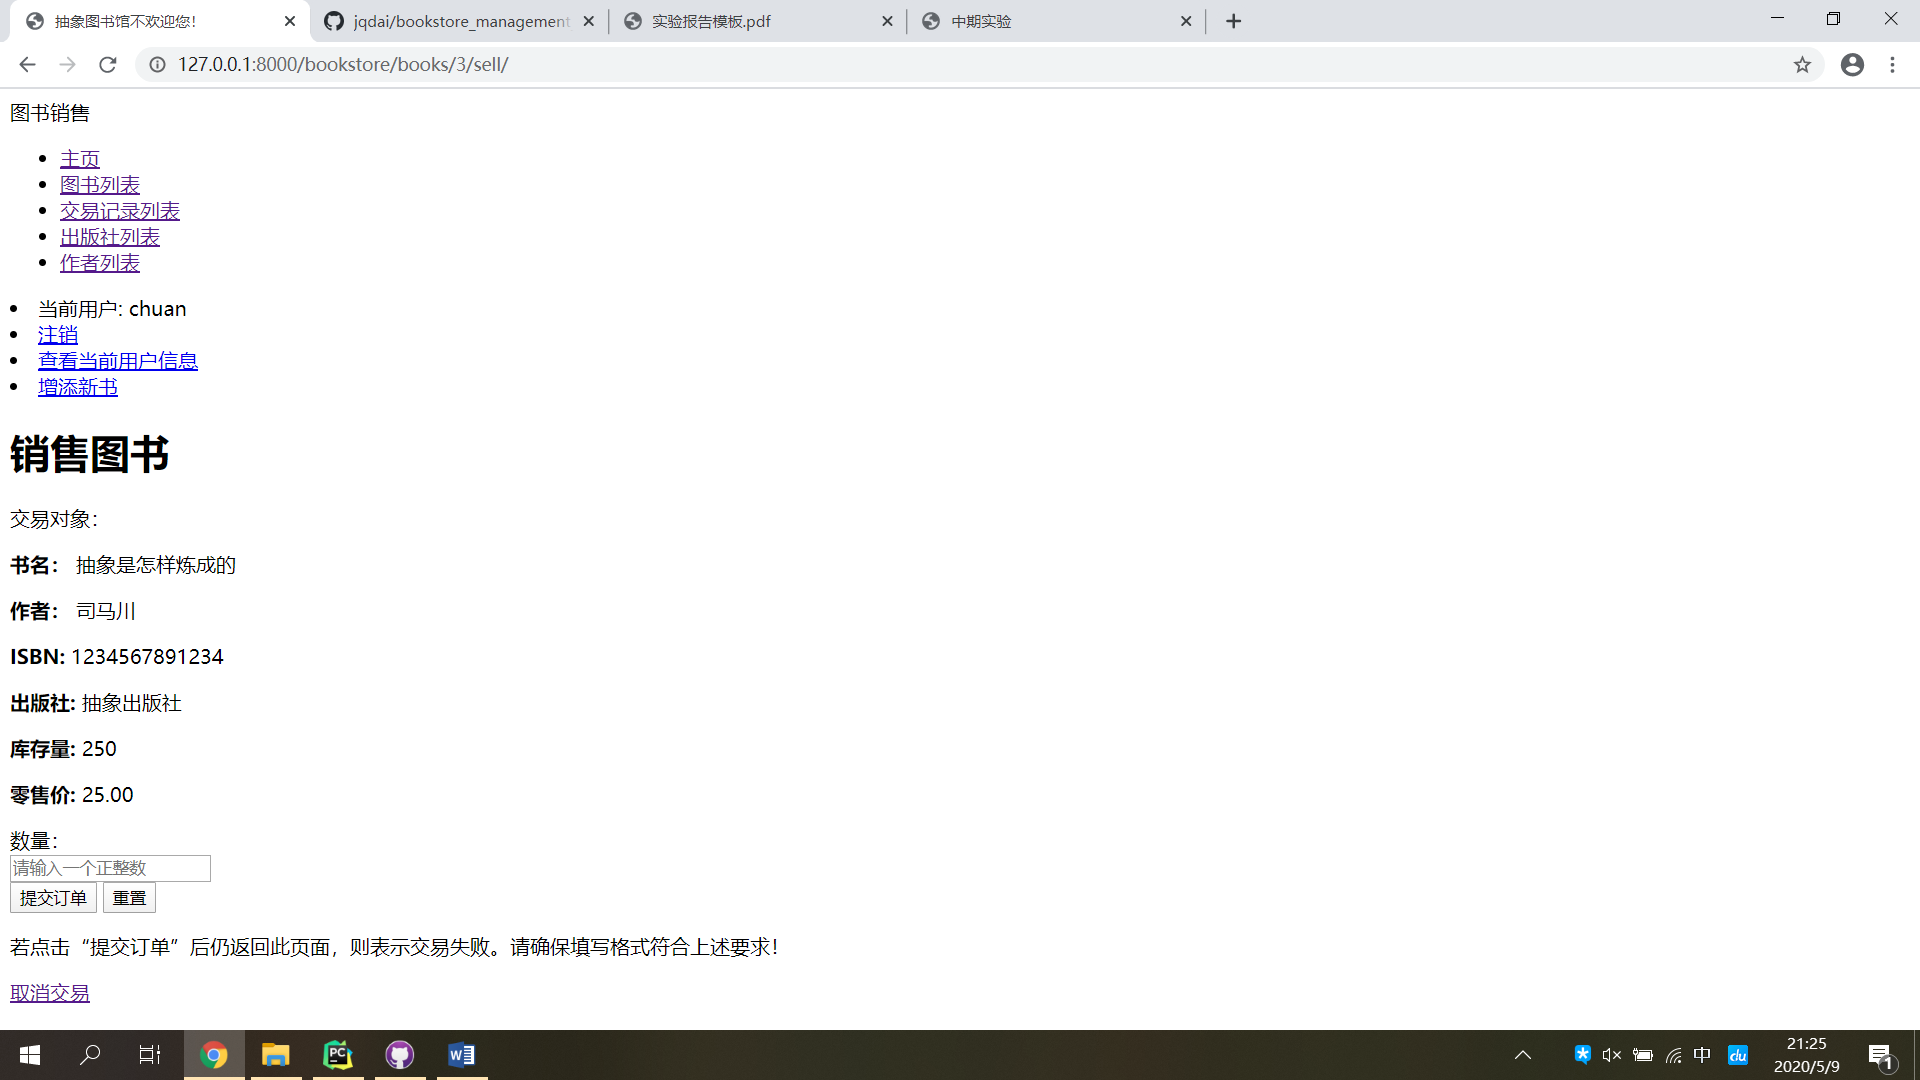 抽象图书馆不欢迎您！
jqdai/bookstore_management
实验报告模板.pdf
中期实验
127.0.0.1:8000/bookstore/books/3/sell/
图书销售
主页
图书列表
交易记录列表
出版社列表
作者列表
当前用户: chuan
注销
查看当前用户信息
增添新书
销售图书
交易对象：
书名： 抽象是怎样炼成的
作者： 司马川
ISBN: 1234567891234
出版社: 抽象出版社
库存量: 250
零售价: 25.00
数量：
请输入一个正整数
提交订单 重置
若点击“提交订单”后仍返回此页面，则表示交易失败。请确保填写格式符合上述要求！
取消交易
PC
W
中
du
21:25
2020/5/9
1